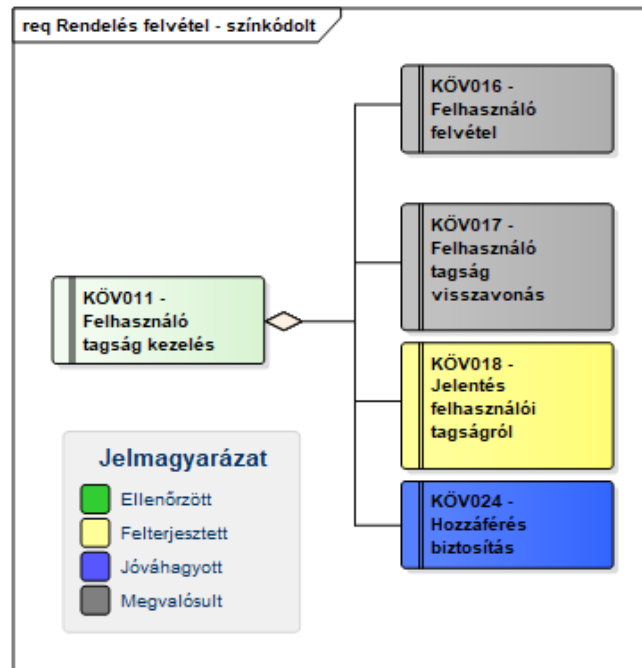 req Rendelés felvétel - színkódolt
KÖV016 -
Felhasználó
felvétel
KÖV017 -
Felhasználó
tagság
visszavonás
KÖV011 -
Felhasználó
tagság kezelés
KÖV018 -
Jelentés
felhasználói
tagságról
KÖV024 -
Hozzáférés
biztosítás
Jelmagyarázat
Ellenőrzött
Felterjesztett
Jóváhagyott
Megvalósult